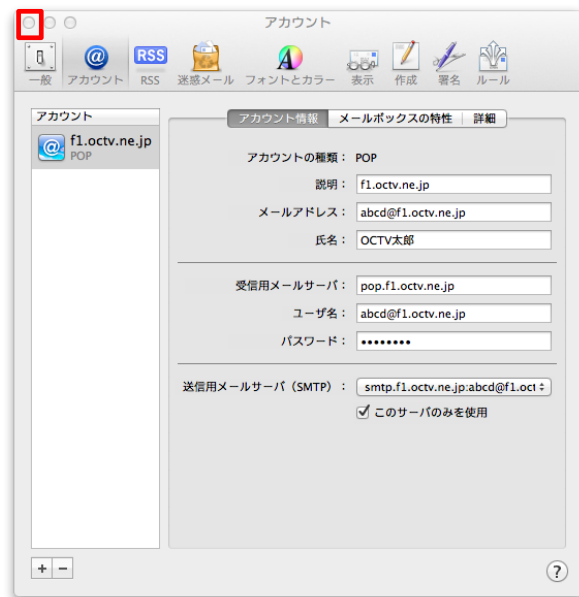 アカウント
RSS
一般 アカウント RSS 迷惑メール フォントとカラー 表示 作成 署名 ルール
アカウント
f1.octv.ne.jp
POP
アカウント情報 メールボックスの特性 詳細
アカウントの種類： POP
説明： f1.octv.ne.jp
メールアドレス： abcd@f1.octv.ne.jp
氏名： OCTV太郎
受信用メールサーバ： pop.f1.octv.ne.jp
ユーザ名： abcd@f1.octv.ne.jp
パスワード： ••••••••
送信用メールサーバ（SMTP）： smtp.f1.octv.ne.jp:abcd@f1.oct
このサーバのみを使用
+ − ?